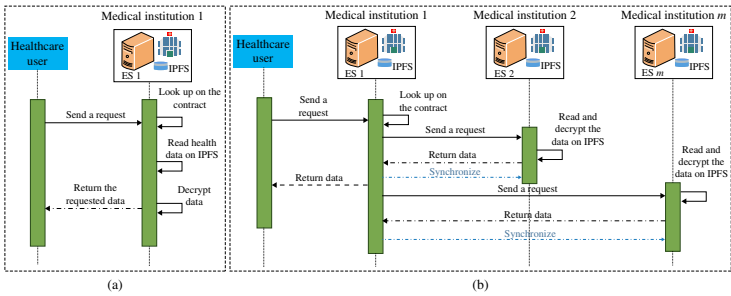 Medical institution 1
Healthcare
user
ES 1
IPFS
Look up on the
contract
Send a request
Read health
data on IPFS
Return the
requested data
Decrypt
data
(a)
Medical institution 1
Medical institution 2
Medical institution m
Healthcare
user
ES 1
IPFS
ES 2
IPFS
ES m
IPFS
Send a
request
Look up on
the contract
Send a request
Read and
decrypt the
data on IPFS
Return data
Synchronize
Return data
Send a request
Read and
decrypt the
data on IPFS
Return data
Synchronize
(b)